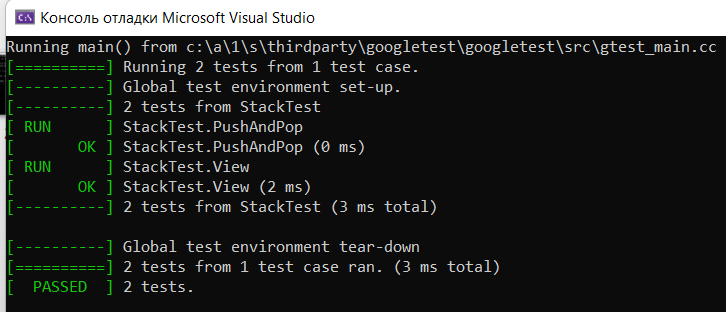 Консоль отладки Microsoft Visual Studio
Running main() from c:\a\1\s\thirdparty\googletest\googletest\src\gtest_main.cc
[==========] Running 2 tests from 1 test case.
[----------] Global test environment set-up.
[----------] 2 tests from StackTest
[ RUN      ] StackTest.PushAndPop
[       OK ] StackTest.PushAndPop (0 ms)
[ RUN      ] StackTest.View
[       OK ] StackTest.View (2 ms)
[----------] 2 tests from StackTest (3 ms total)
[----------] Global test environment tear-down
[==========] 2 tests from 1 test case ran. (3 ms total)
[  PASSED  ] 2 tests.